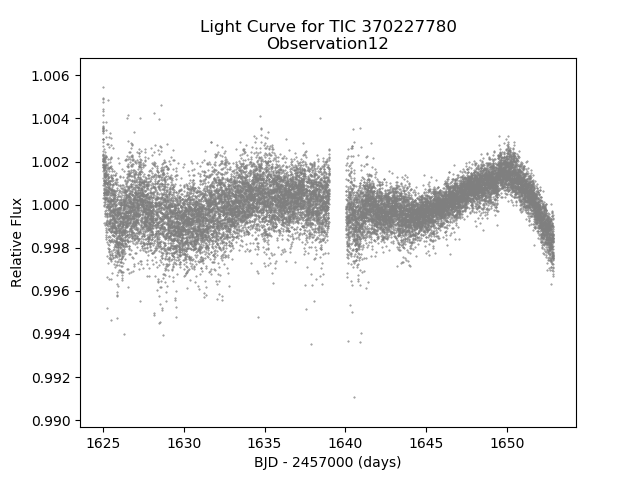 Light Curve for TIC 370227780
Observation12
1.006
1.004
1.002
1.000
0.998
0.996
0.994
0.992
0.990
Relative Flux
1625 1630 1635 1640 1645 1650
BJD - 2457000 (days)